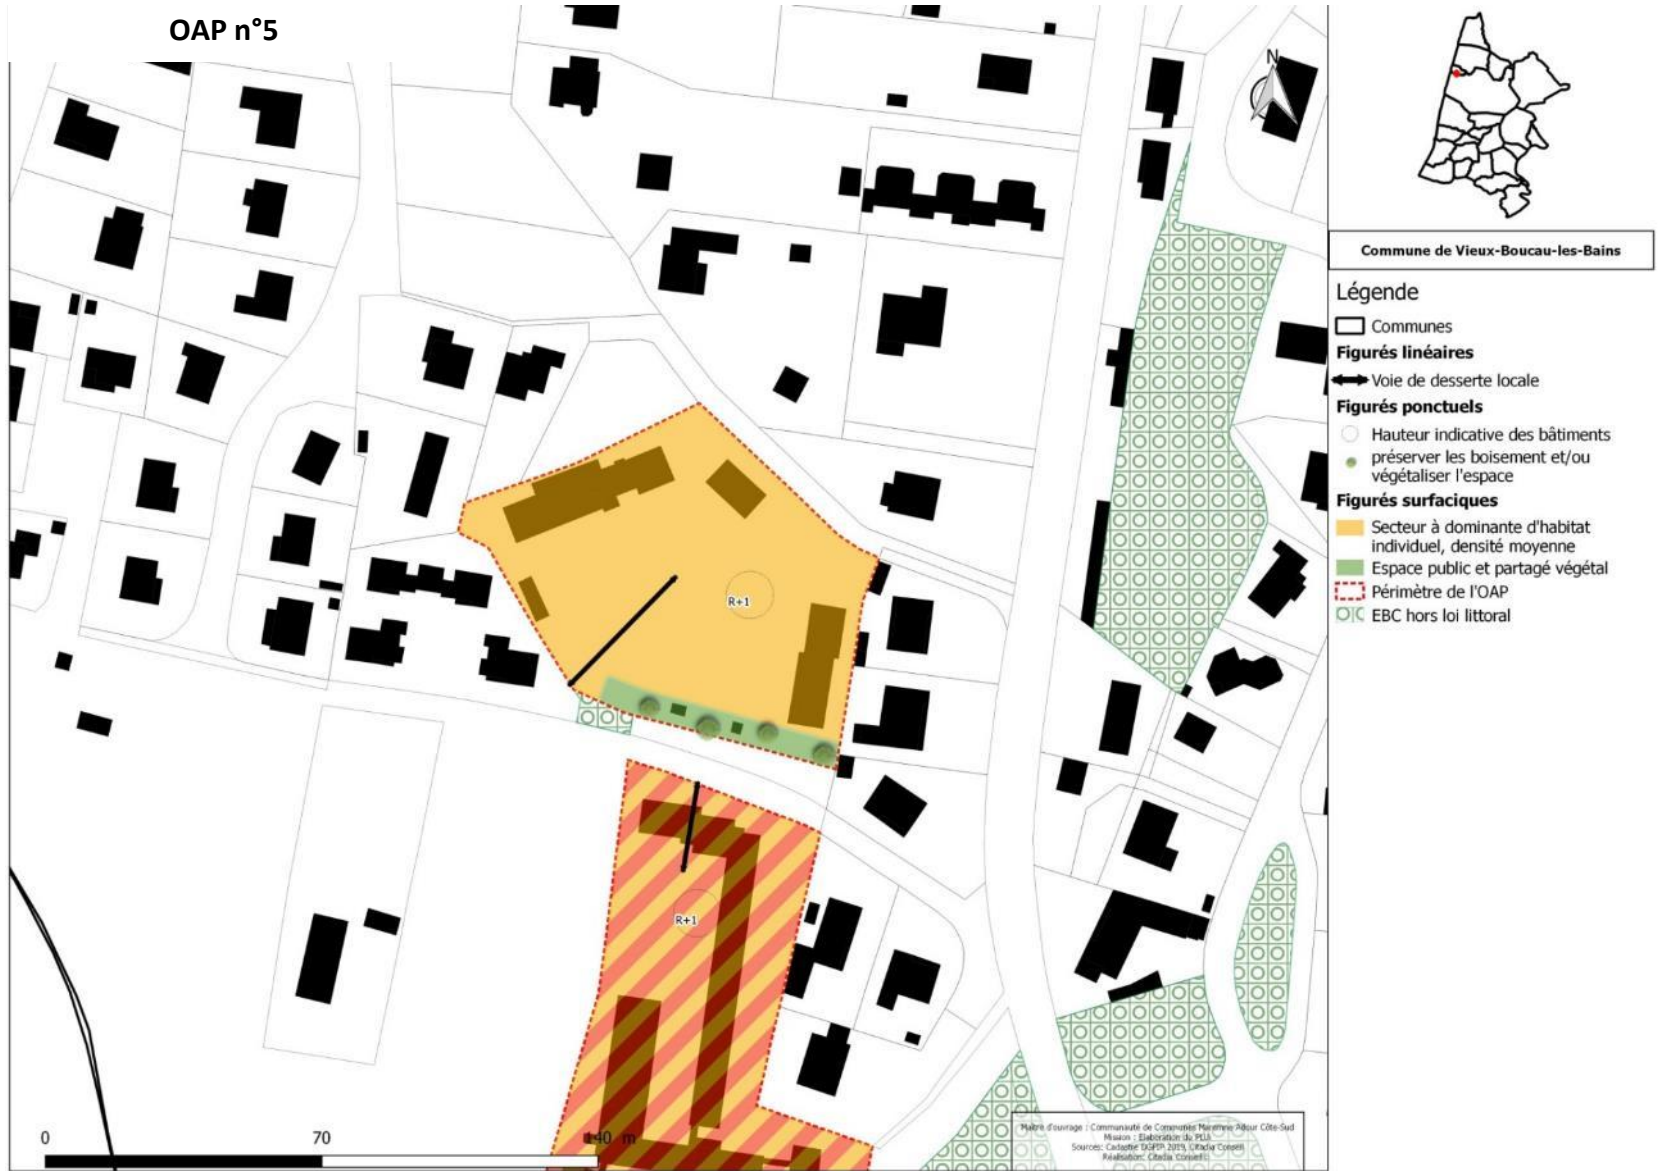 OAP n°5
N
Commune de Vieux-Boucau-les-Bains
Légende
Communes
Figurés linéaires
Voie de desserte locale
Figurés ponctuels
Hauteur indicative des bâtiments
préserver les boisement et/ou
végétaliser l'espace
Figurés surfaciques
Secteur à dominante d'habitat
individuel, densité moyenne
Espace public et partagé végétal
Périmètre de l'OAP
EBC hors loi littoral
R+1
R+1
0 70 140 m
Maître d'ouvrage : Communauté de Communes Maremne Adour Côte-Sud
Mission : Elaboration du PLUi
Sources: Cadastre DGFIP 2019, Citadia Conseil
Réalisation: Citadia Conseil